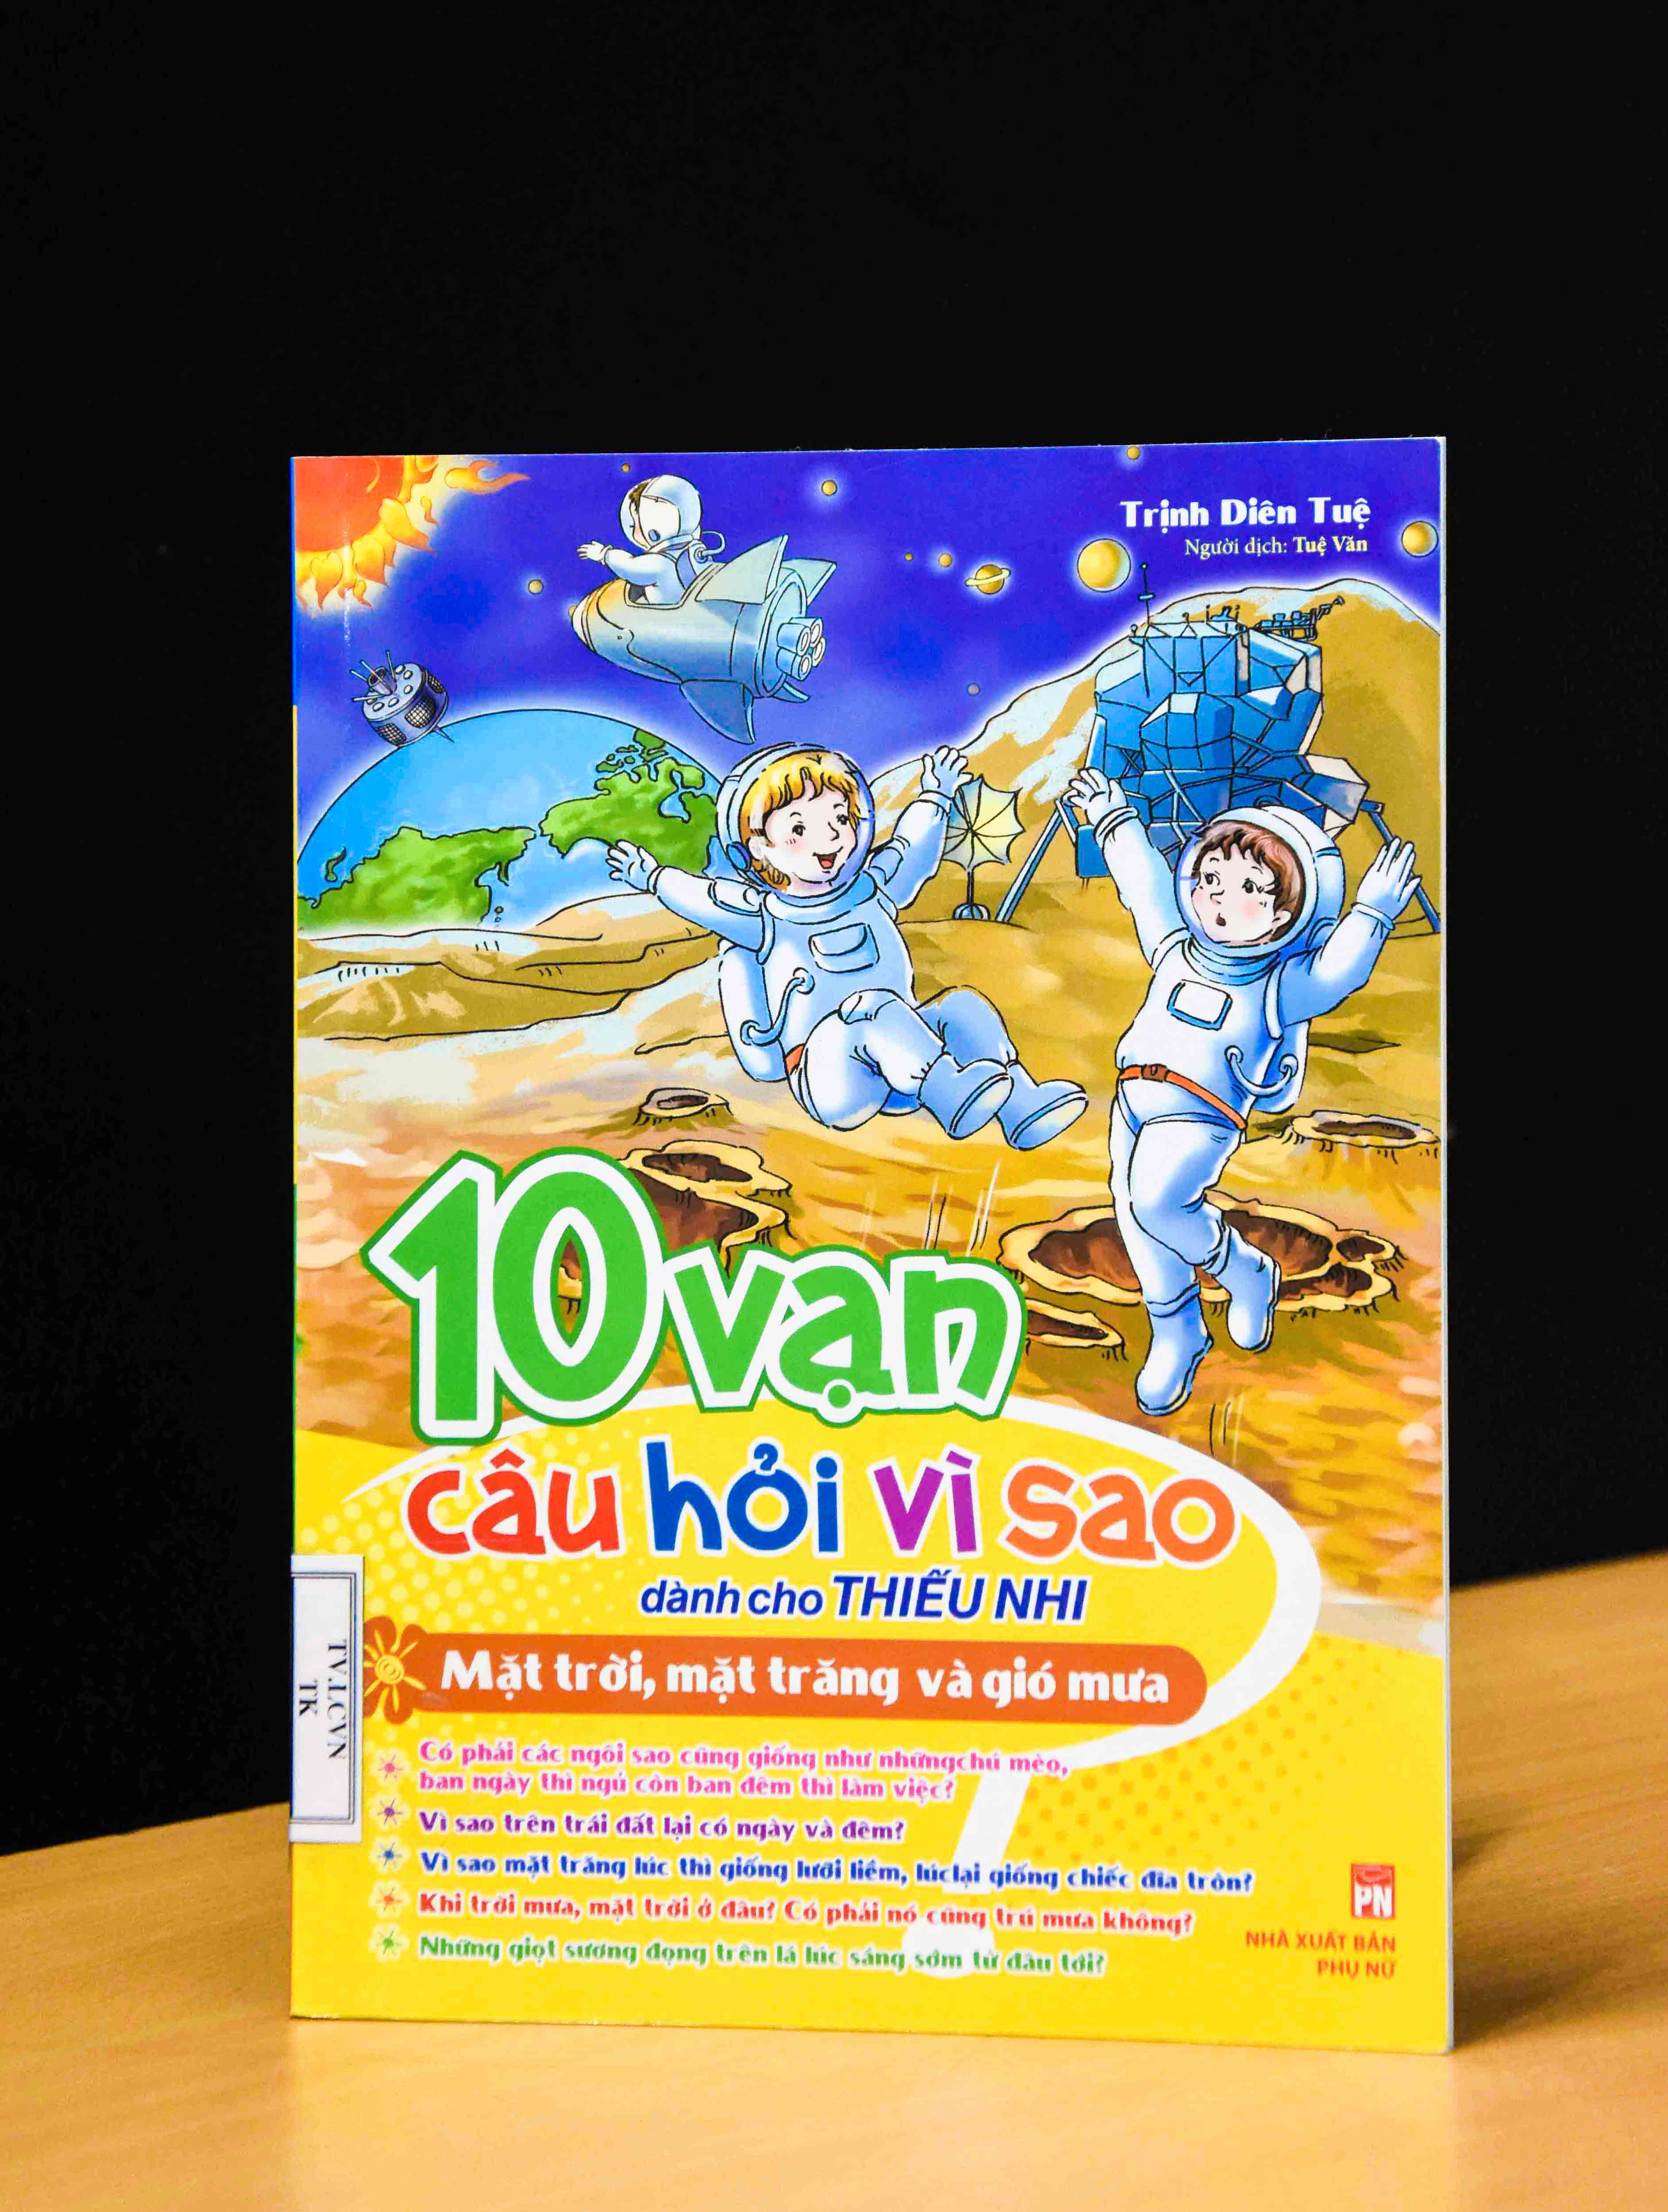 Trịnh Diên Tuệ
Người dịch: Tuệ Văn
10 vạn
câu hỏi vì sao
dành cho THIẾU NHI
Mặt trời, mặt trăng và gió mưa
Có phải các ngôi sao cũng giống như nhữngchú mèo,
ban ngày thì ngủ còn ban đêm thì làm việc?
Vì sao trên trái đất lại có ngày và đêm?
Vì sao mặt trăng lúc thì giống lưỡi liềm, lúclại giống chiếc đĩa tròn?
Khi trời mưa, mặt trời ở đâu? Có phải nó cũng trú mưa không?
Những giọt sương đọng trên lá lúc sáng sớm từ đâu tới?
PN
NHÀ XUẤT BẢN
PHỤ NỮ
TV.LCVN
TK